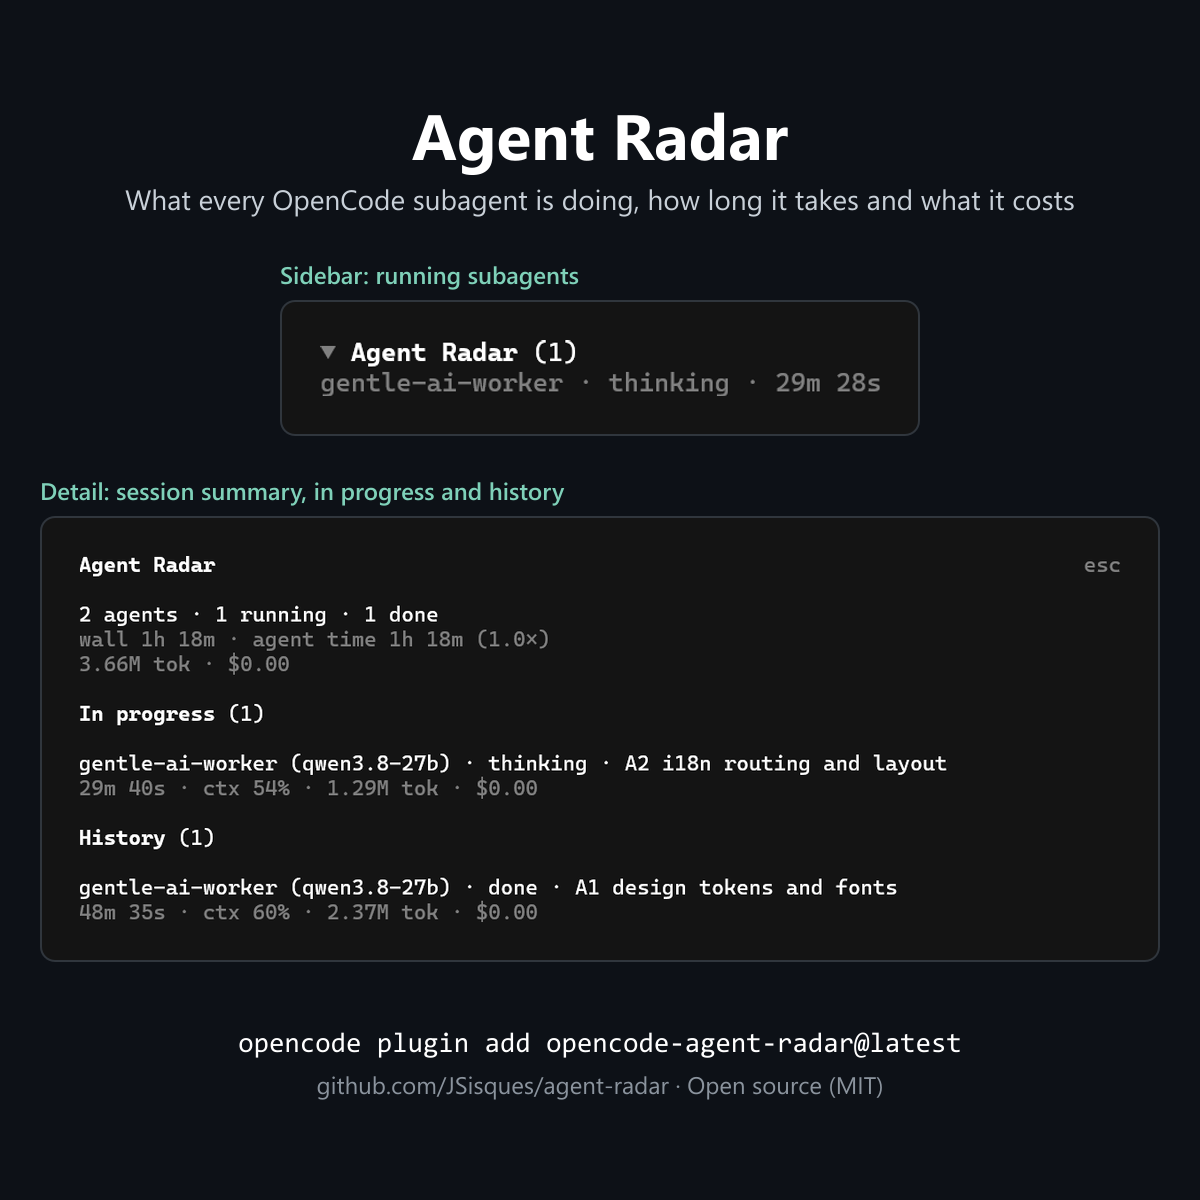 Agent Radar
What every OpenCode subagent is doing, how long it takes and what it costs
Sidebar: running subagents
▼ Agent Radar (1)
gentle-ai-worker · thinking · 29m 28s
Detail: session summary, in progress and history
Agent Radar esc
2 agents · 1 running · 1 done
wall 1h 18m · agent time 1h 18m (1.0×)
3.66M tok · $0.00
In progress (1)
gentle-ai-worker (qwen3.8-27b) · thinking · A2 i18n routing and layout
29m 40s · ctx 54% · 1.29M tok · $0.00
History (1)
gentle-ai-worker (qwen3.8-27b) · done · A1 design tokens and fonts
48m 35s · ctx 60% · 2.37M tok · $0.00
opencode plugin add opencode-agent-radar@latest
github.com/JSisques/agent-radar · Open source (MIT)